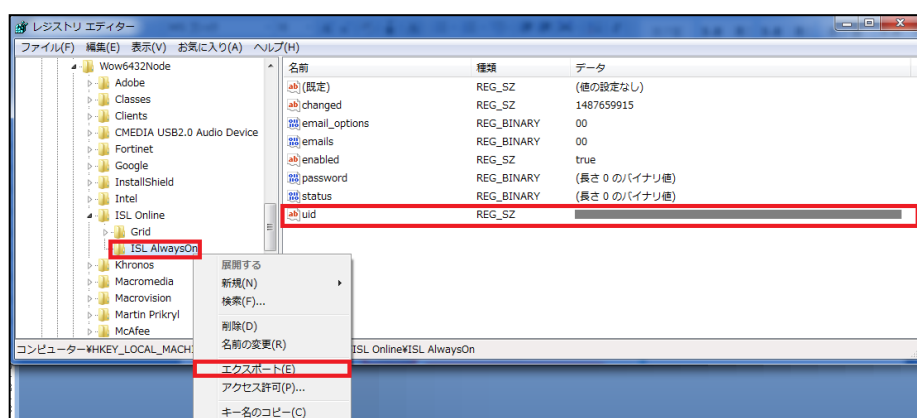 レジストリ エディター
ファイル(F) 編集(E) 表示(V) お気に入り(A) ヘルプ(H)
Wow6432Node
Adobe
Classes
Clients
CMEDIA USB2.0 Audio Device
Fortinet
Google
InstallShield
Intel
ISL Online
Grid
ISL AlwaysOn
Khronos
Macromedia
Macrovision
Martin Prikryl
McAfee
名前 種類 データ
(既定) REG_SZ (値の設定なし)
changed REG_SZ 1487659915
email_options REG_BINARY 00
emails REG_BINARY 00
enabled REG_SZ true
password REG_BINARY (長さ 0 のバイナリ値)
status REG_BINARY (長さ 0 のバイナリ値)
uid REG_SZ
展開する
新規(N)
検索(F)...
削除(D)
名前の変更(R)
エクスポート(E)
アクセス許可(P)...
キー名のコピー(C)
コンピューター¥HKEY_LOCAL_MACHI ISL Online¥ISL AlwaysOn